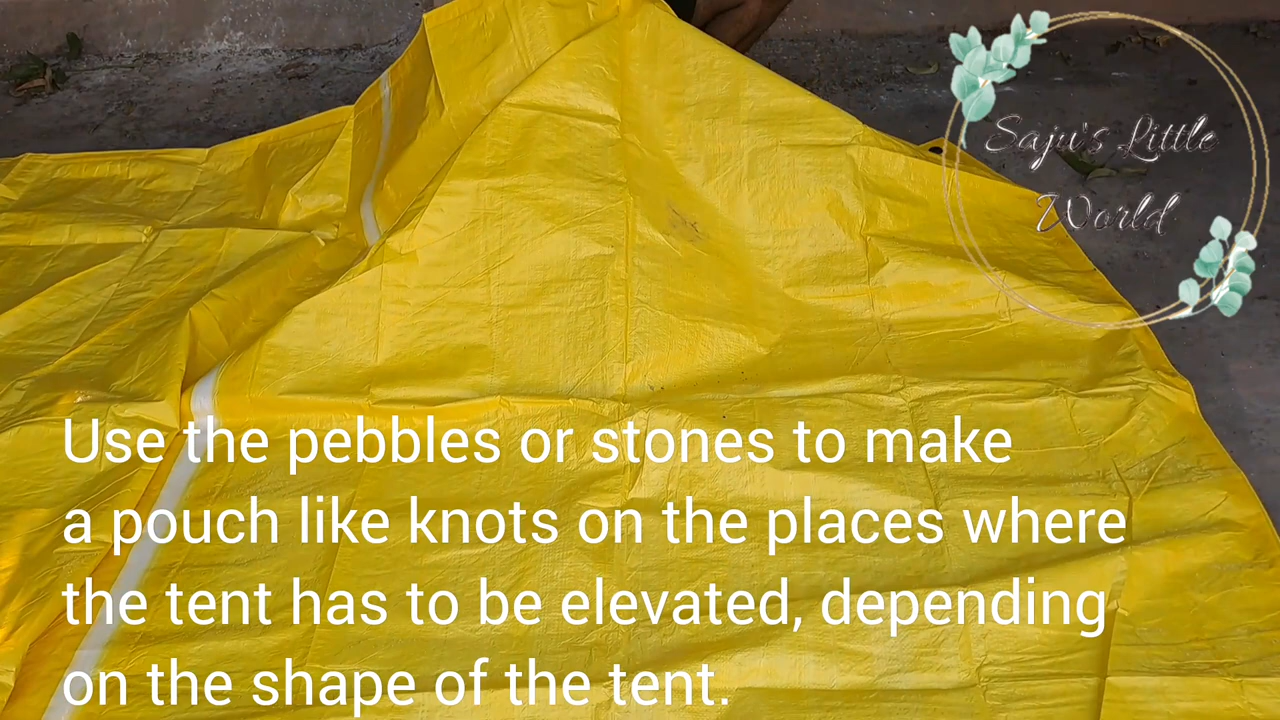 Saju's Little
World
Use the pebbles or stones to make
a pouch like knots on the places where
the tent has to be elevated, depending
on the shape of the tent.